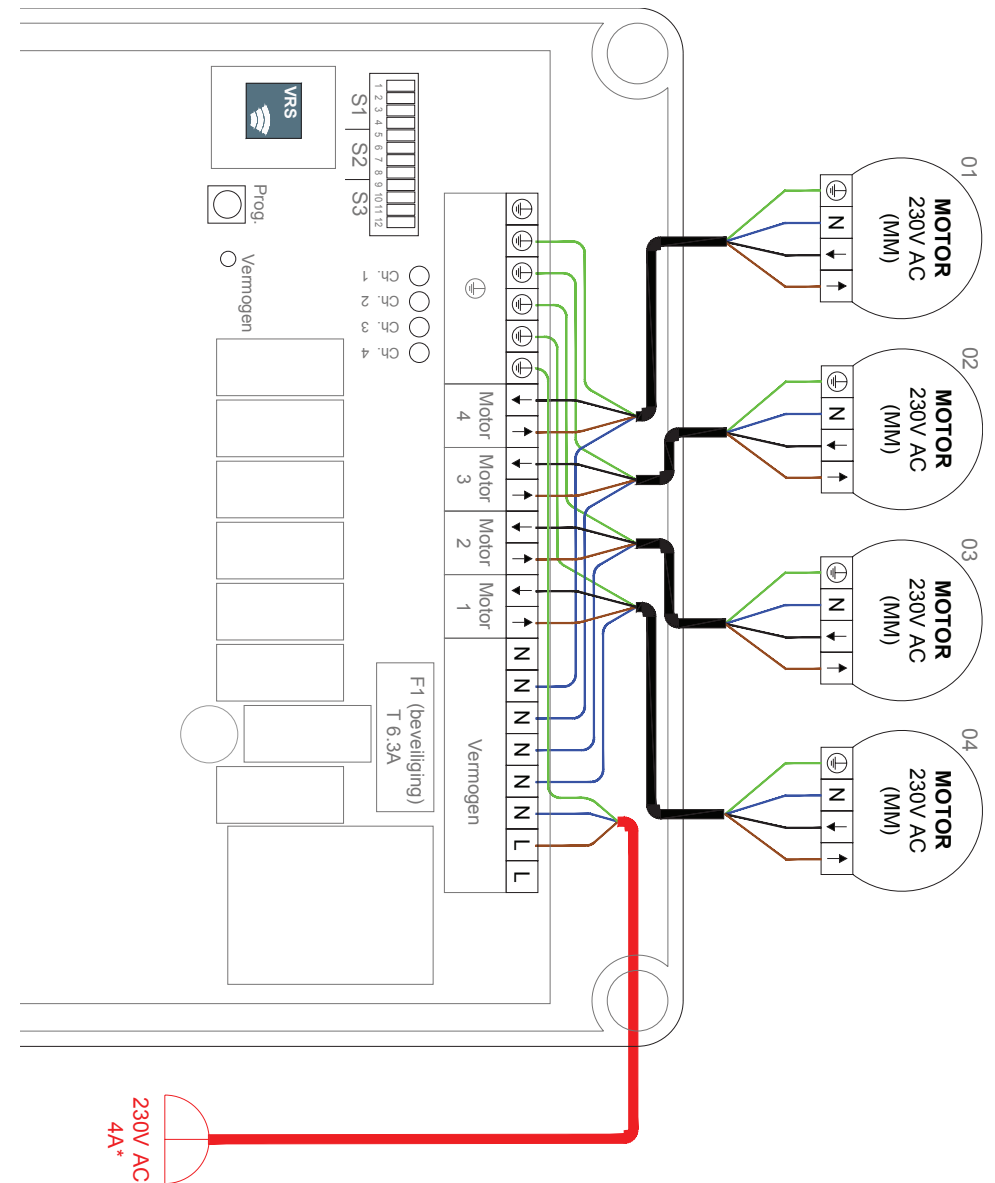 01
02
03
04
MOTOR
230V AC
(MM)
MOTOR
230V AC
(MM)
MOTOR
230V AC
(MM)
MOTOR
230V AC
(MM)
N ↑ ↓
N ↑ ↓
N ↑ ↓
N ↑ ↓
↑ ↓ ↑ ↓ ↑ ↓ ↑ ↓ N N N N N N L L
Motor
4
Motor
3
Motor
2
Motor
1
Vermogen
F1 (beveiliging)
T 6.3A
1 2 3 4 5 6 7 8 9 10 11 12
S1
S2
S3
Ch. 1
Ch. 2
Ch. 3
Ch. 4
VRS
Prog.
Vermogen
230V AC
4A*